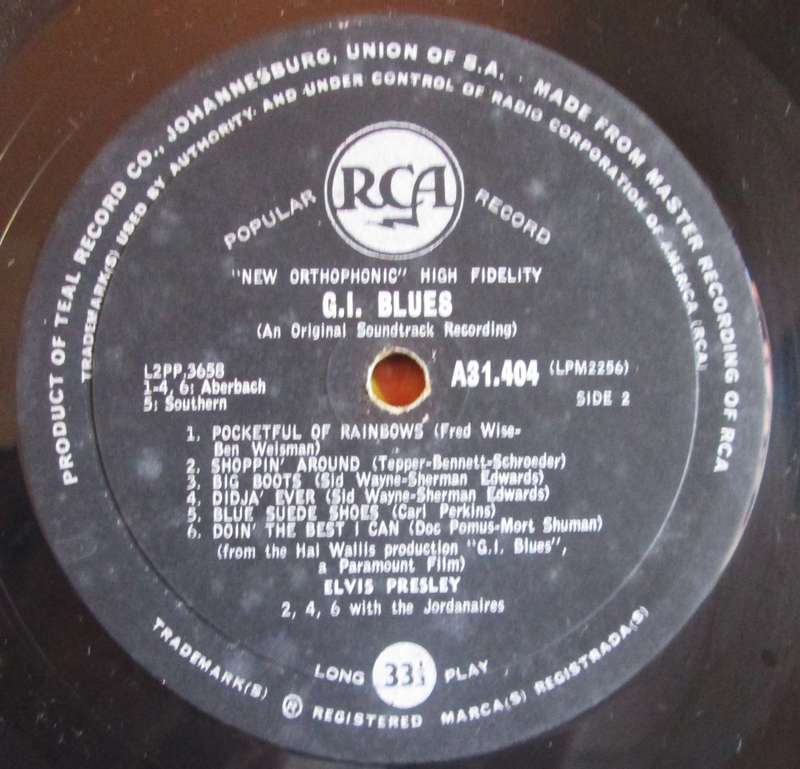 PRODUCT OF TEAL RECORD CO., JOHANNESBURG, UNION OF S.A. · MADE FROM MASTER RECORDING OF RCA
TRADEMARK(S) USED BY AUTHORITY AND UNDER CONTROL OF RADIO CORPORATION OF AMERICA (RCA)
POPULAR RCA RECORD
"NEW ORTHOPHONIC" HIGH FIDELITY
G.I. BLUES
(An Original Soundtrack Recording)
L2PP.3658
1-4, 6: Aberbach
5: Southern
A31.404 (LPM2256)
SIDE 2
1. POCKETFUL OF RAINBOWS (Fred Wise-
Ben Weisman)
2. SHOPPIN' AROUND (Tepper-Bennett-Schroeder)
3. BIG BOOTS (Sid Wayne-Sherman Edwards)
4. DIDJA' EVER (Sid Wayne-Sherman Edwards)
5. BLUE SUEDE SHOES (Carl Perkins)
6. DOIN' THE BEST I CAN (Doc Pomus-Mort Shuman)
(from the Hal Wallis production "G.I. Blues",
a Paramount Film)
ELVIS PRESLEY
2, 4, 6 with the Jordanaires
LONG 33⅓ PLAY
TRADEMARK(S) ® REGISTERED MARCA(S) REGISTRADA(S)